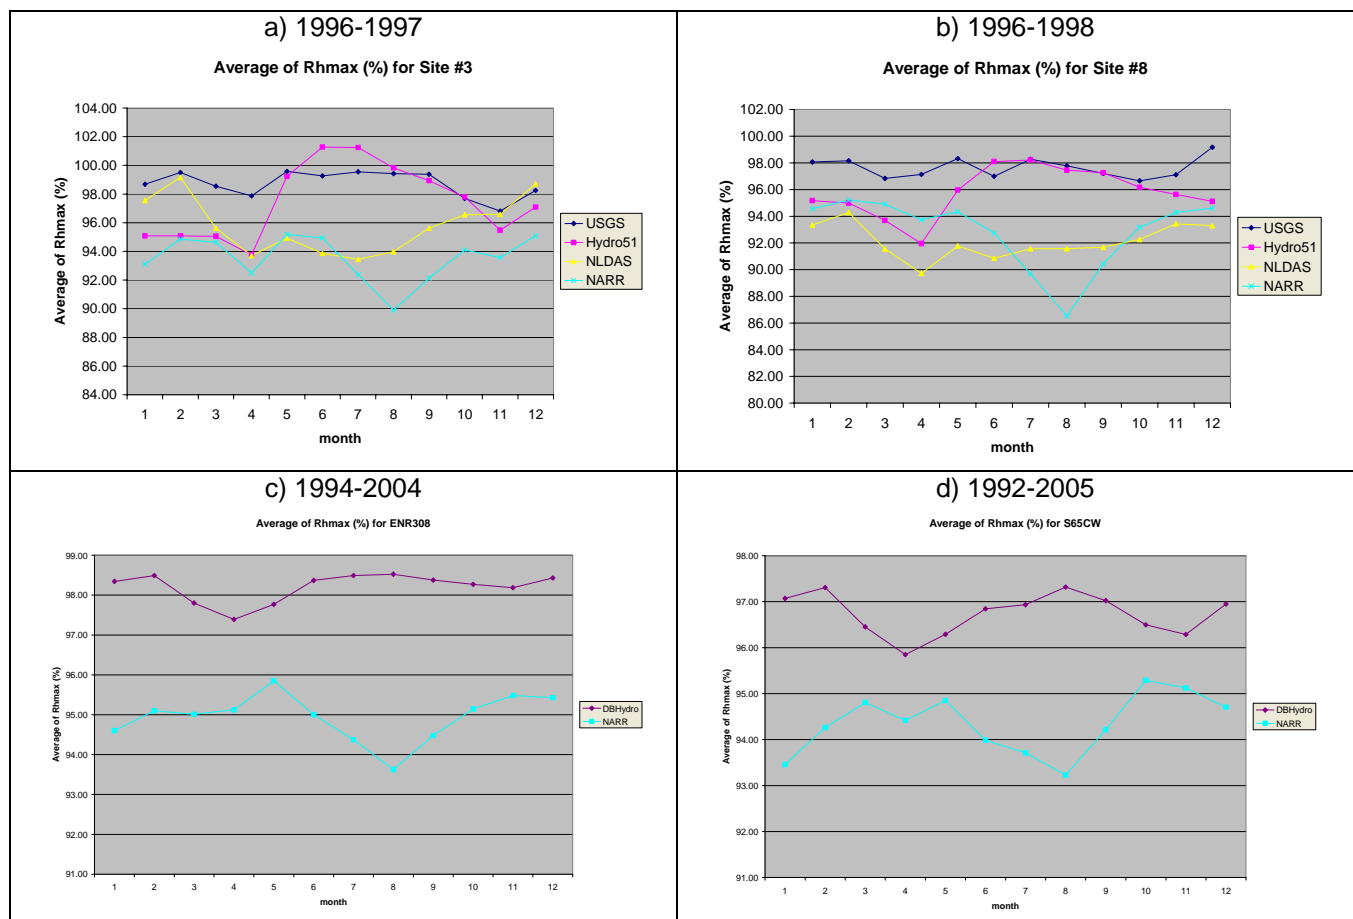 a) 1996-1997
Average of Rhmax (%) for Site #3
Average of Rhmax (%)
104.00
102.00
100.00
98.00
96.00
94.00
92.00
90.00
88.00
86.00
84.00
1 2 3 4 5 6 7 8 9 10 11 12
month
USGS
Hydro51
NLDAS
NARR
b) 1996-1998
Average of Rhmax (%) for Site #8
Average of Rhmax (%)
102.00
100.00
98.00
96.00
94.00
92.00
90.00
88.00
86.00
84.00
82.00
80.00
1 2 3 4 5 6 7 8 9 10 11 12
month
USGS
Hydro51
NLDAS
NARR
c) 1994-2004
Average of Rhmax (%) for ENR308
Average of Rhmax (%)
99.00
98.00
97.00
96.00
95.00
94.00
93.00
92.00
91.00
1 2 3 4 5 6 7 8 9 10 11 12
month
DBHydro
NARR
d) 1992-2005
Average of Rhmax (%) for S65CW
Average of Rhmax (%)
98.00
97.00
96.00
95.00
94.00
93.00
92.00
91.00
1 2 3 4 5 6 7 8 9 10 11 12
month
DBHydro
NARR